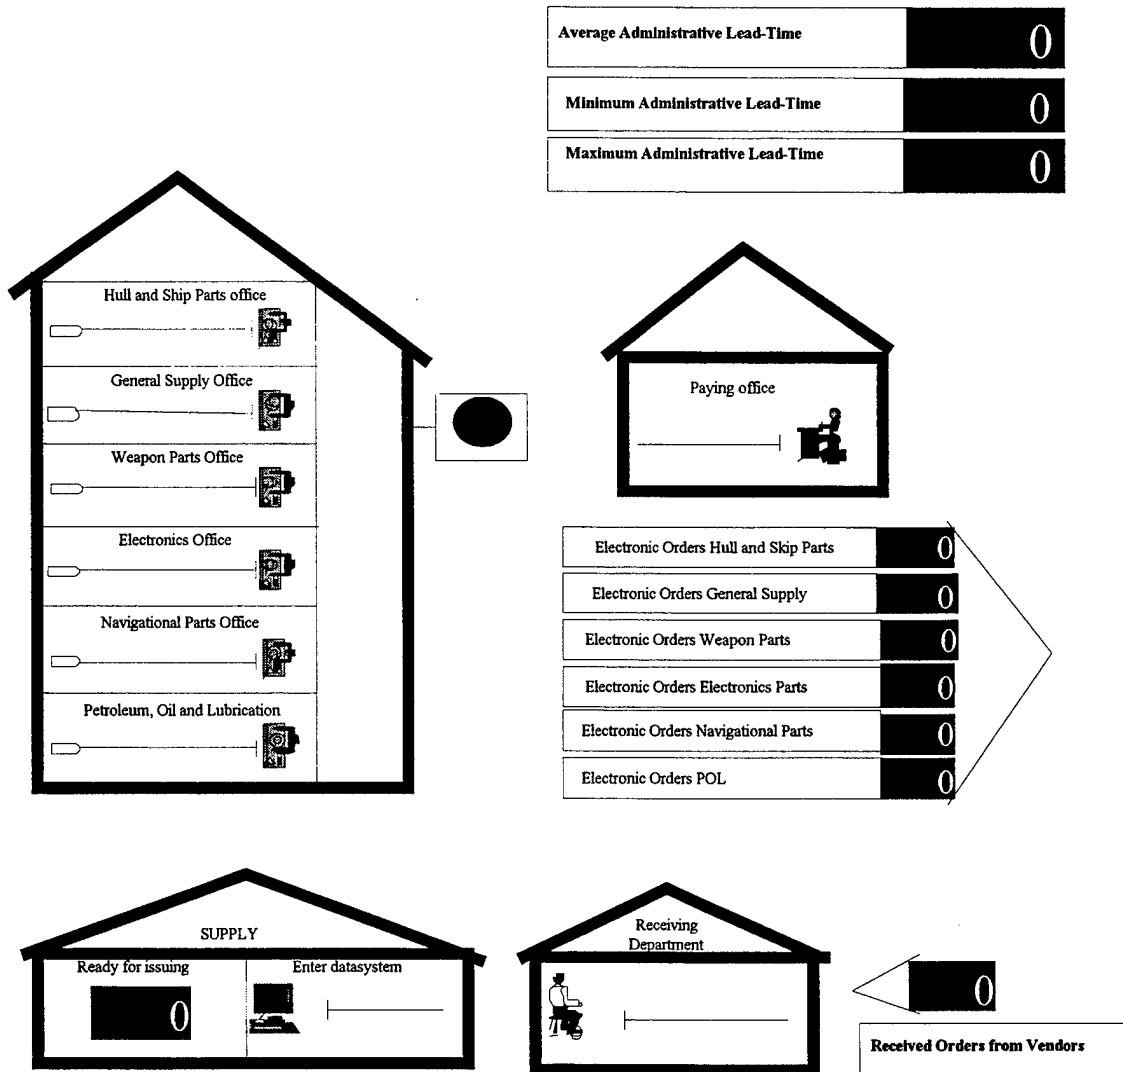 Average Administrative Lead-Time 0
Minimum Administrative Lead-Time 0
Maximum Administrative Lead-Time 0
Hull and Ship Parts office
General Supply Office
Weapon Parts Office
Electronics Office
Navigational Parts Office
Petroleum, Oil and Lubrication
Paying office
Electronic Orders Hull and Skip Parts 0
Electronic Orders General Supply 0
Electronic Orders Weapon Parts 0
Electronic Orders Electronics Parts 0
Electronic Orders Navigational Parts 0
Electronic Orders POL 0
SUPPLY
Ready for issuing
0
Enter datasystem
Receiving
Department
0
Received Orders from Vendors